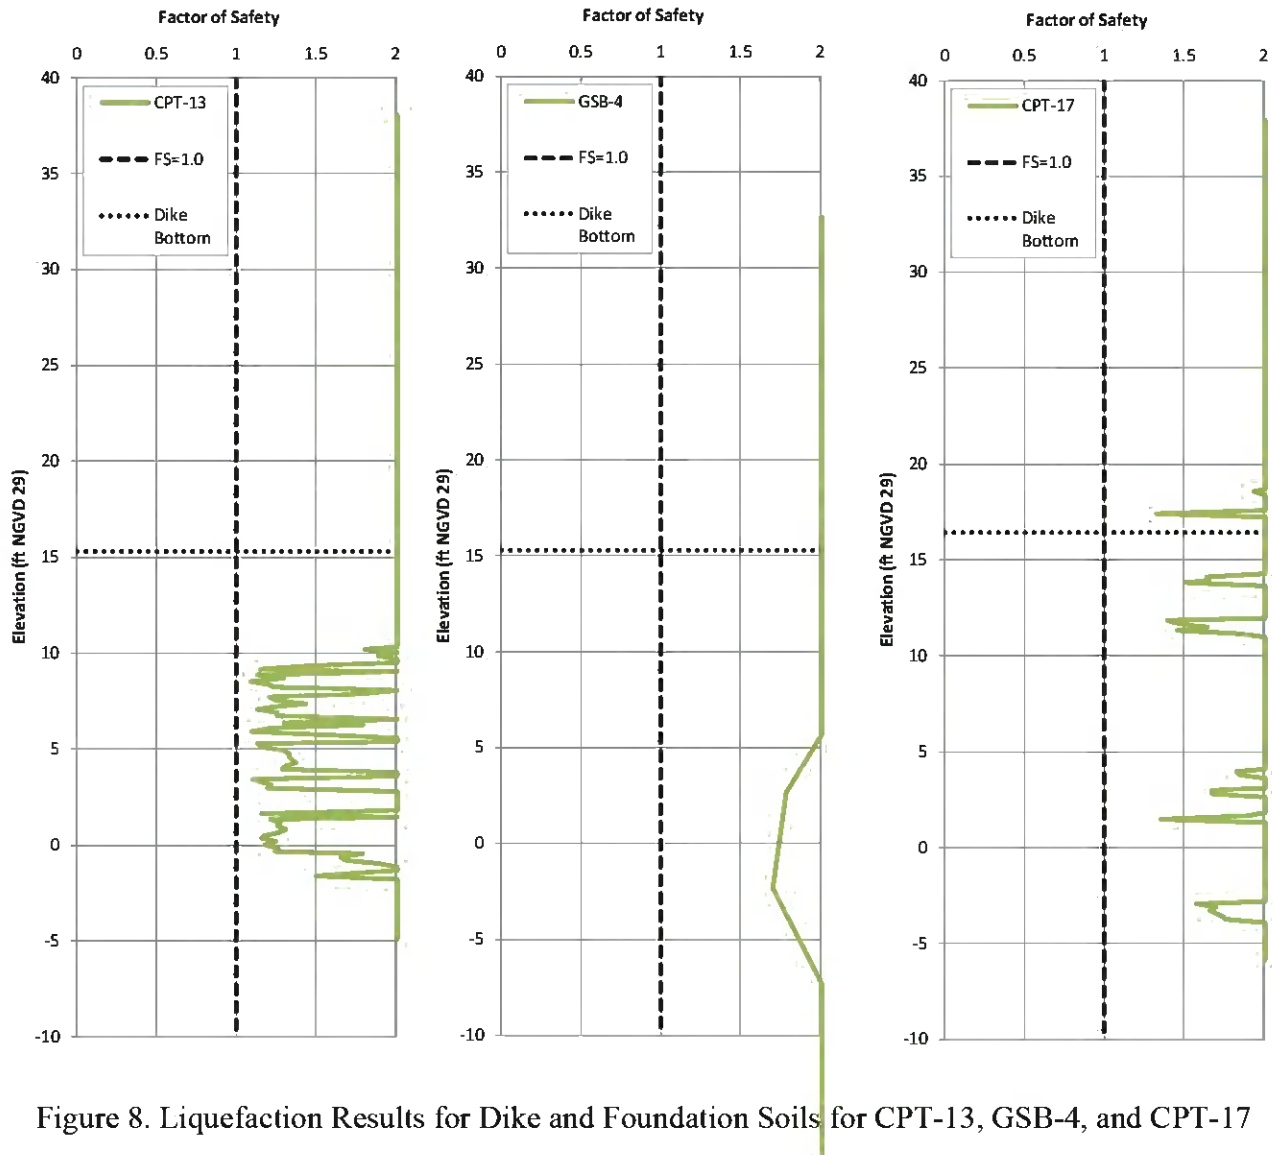 Factor of Safety
0 0.5 1 1.5 2
40
35
30
25
20
15
10
5
0
-5
-10
Elevation (ft NGVD 29)
CPT-13
FS=1.0
Dike
Bottom
Factor of Safety
0 0.5 1 1.5 2
40
35
30
25
20
15
10
5
0
-5
-10
Elevation (ft NGVD 29)
GSB-4
FS=1.0
Dike
Bottom
Factor of Safety
0 0.5 1 1.5 2
40
35
30
25
20
15
10
5
0
-5
-10
Elevation (ft NGVD 29)
CPT-17
FS=1.0
Dike
Bottom
Figure 8. Liquefaction Results for Dike and Foundation Soils for CPT-13, GSB-4, and CPT-17